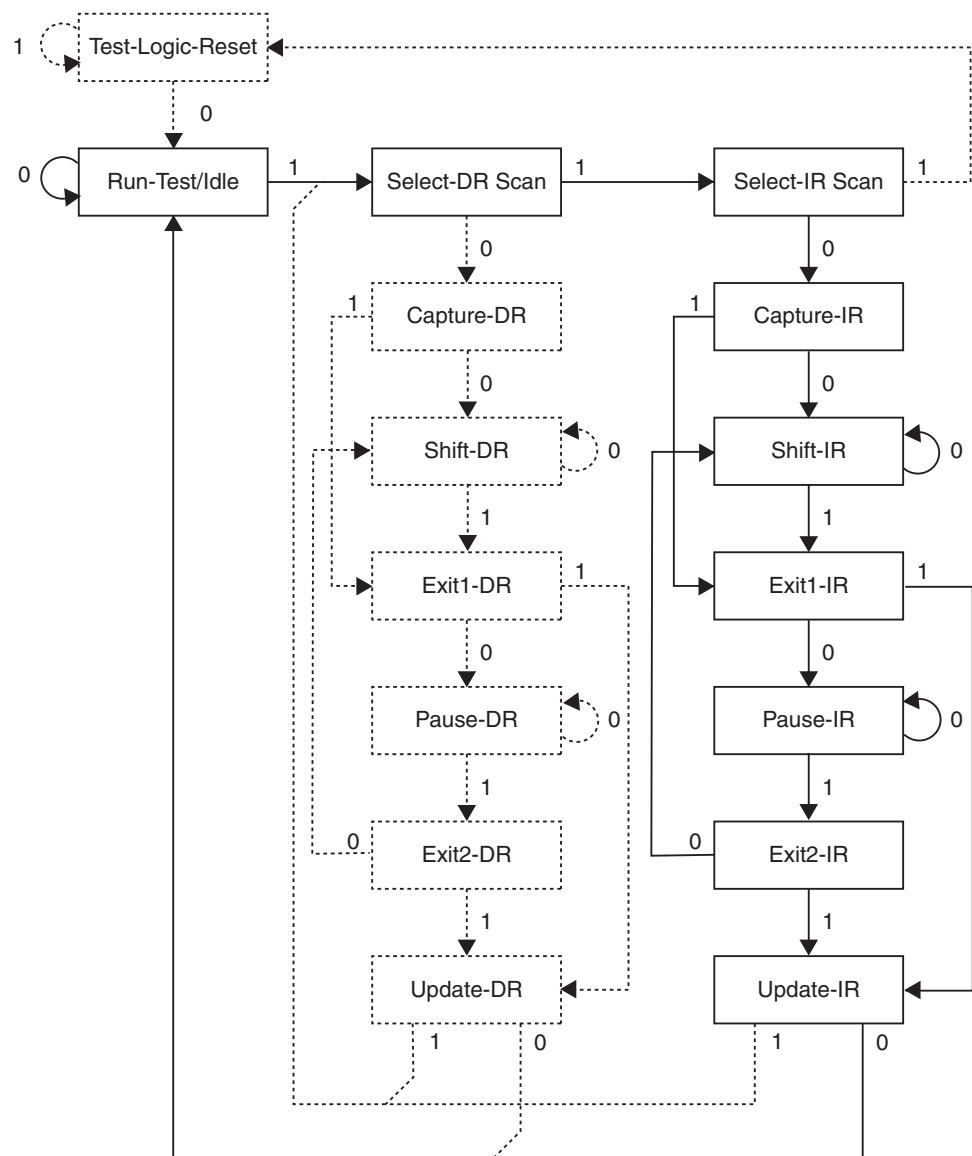 Test-Logic-Reset
1
0
Run-Test/Idle
0
1
Select-DR Scan
1
Select-IR Scan
1
0
0
1
Capture-DR
1
Capture-IR
0
0
Shift-DR
0
Shift-IR
0
1
1
Exit1-DR
1
Exit1-IR
1
0
0
Pause-DR
0
Pause-IR
0
1
1
0
Exit2-DR
0
Exit2-IR
1
1
Update-DR
Update-IR
1
0
1
0